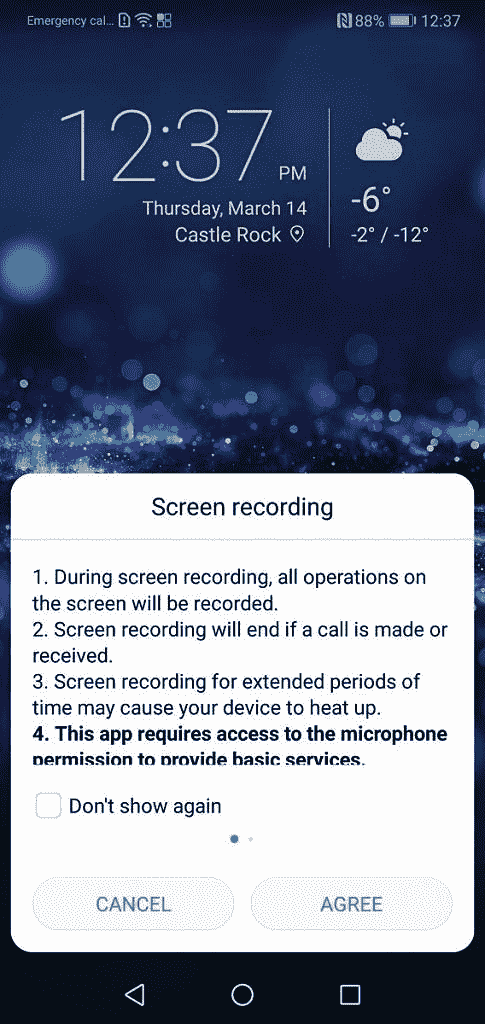 Emergency cal... 88% 12:37
12:37 PM
Thursday, March 14
Castle Rock
-6°
-2° / -12°
Screen recording
1. During screen recording, all operations on
the screen will be recorded.
2. Screen recording will end if a call is made or
received.
3. Screen recording for extended periods of
time may cause your device to heat up.
4. This app requires access to the microphone
permission to provide basic services.
Don't show again
CANCEL AGREE